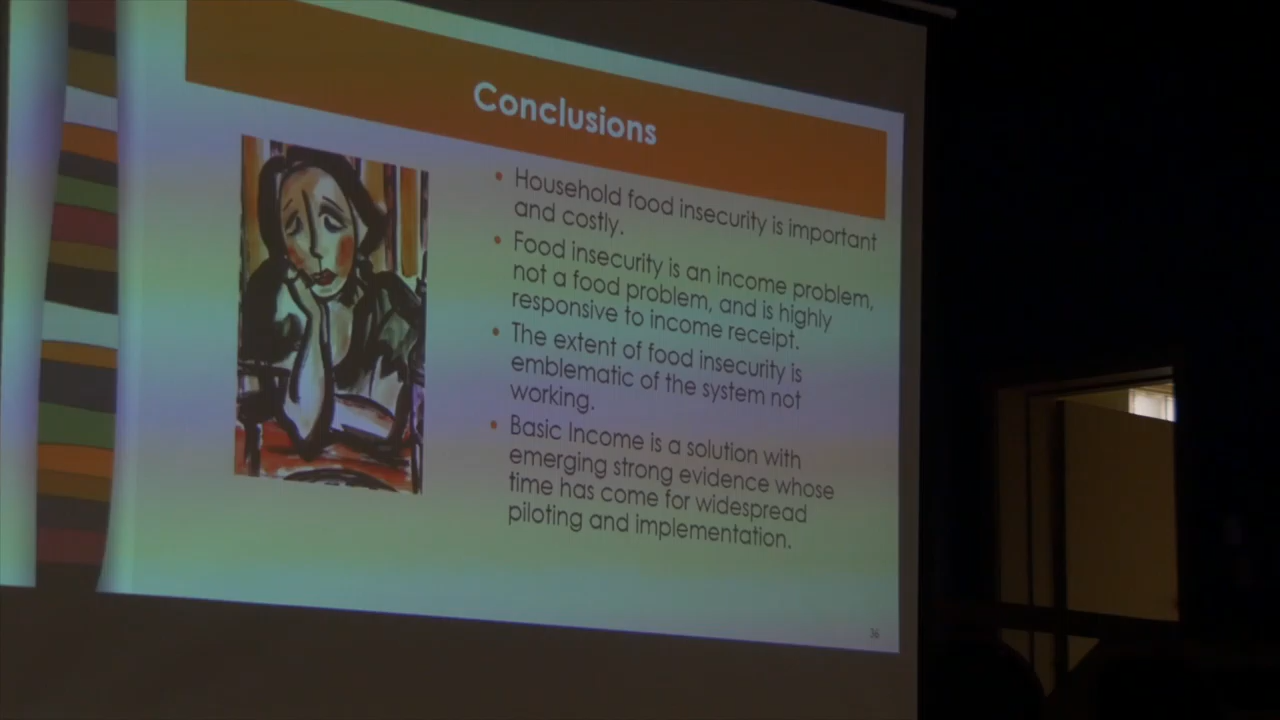 Conclusions
• Household food insecurity is important
and costly.
• Food insecurity is an income problem,
not a food problem, and is highly
responsive to income receipt.
• The extent of food insecurity is
emblematic of the system not
working.
• Basic Income is a solution with
emerging strong evidence whose
time has come for widespread
piloting and implementation.
36